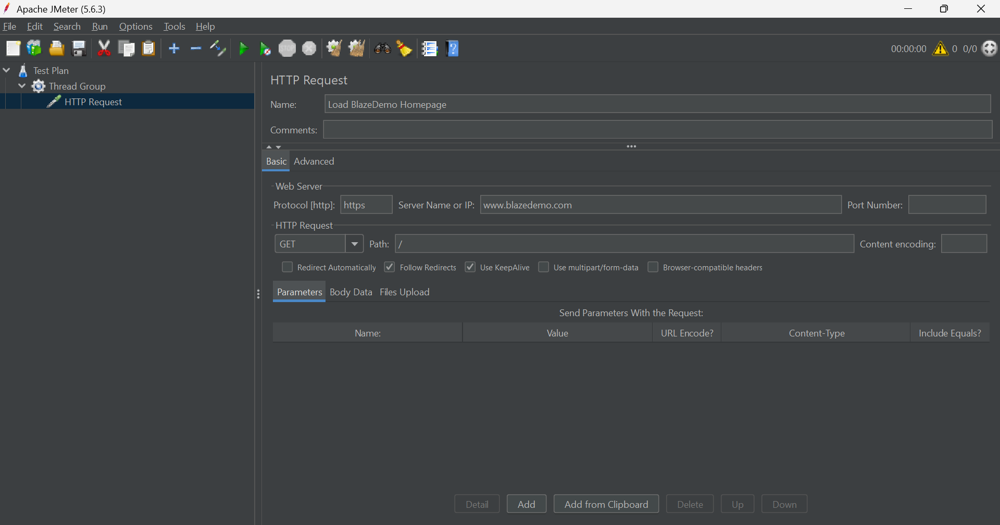 Apache JMeter (5.6.3)
File Edit Search Run Options Tools Help
STOP ? 00:00:00 0 0/0
Test Plan
Thread Group
HTTP Request
HTTP Request
Name: Load BlazeDemo Homepage
Comments:
Basic Advanced
Web Server
Protocol [http]: https Server Name or IP: www.blazedemo.com Port Number:
HTTP Request
GET Path: / Content encoding:
Redirect Automatically Follow Redirects Use KeepAlive Use multipart/form-data Browser-compatible headers
Parameters Body Data Files Upload
Send Parameters With the Request:
Name: Value URL Encode? Content-Type Include Equals?
Detail Add Add from Clipboard Delete Up Down